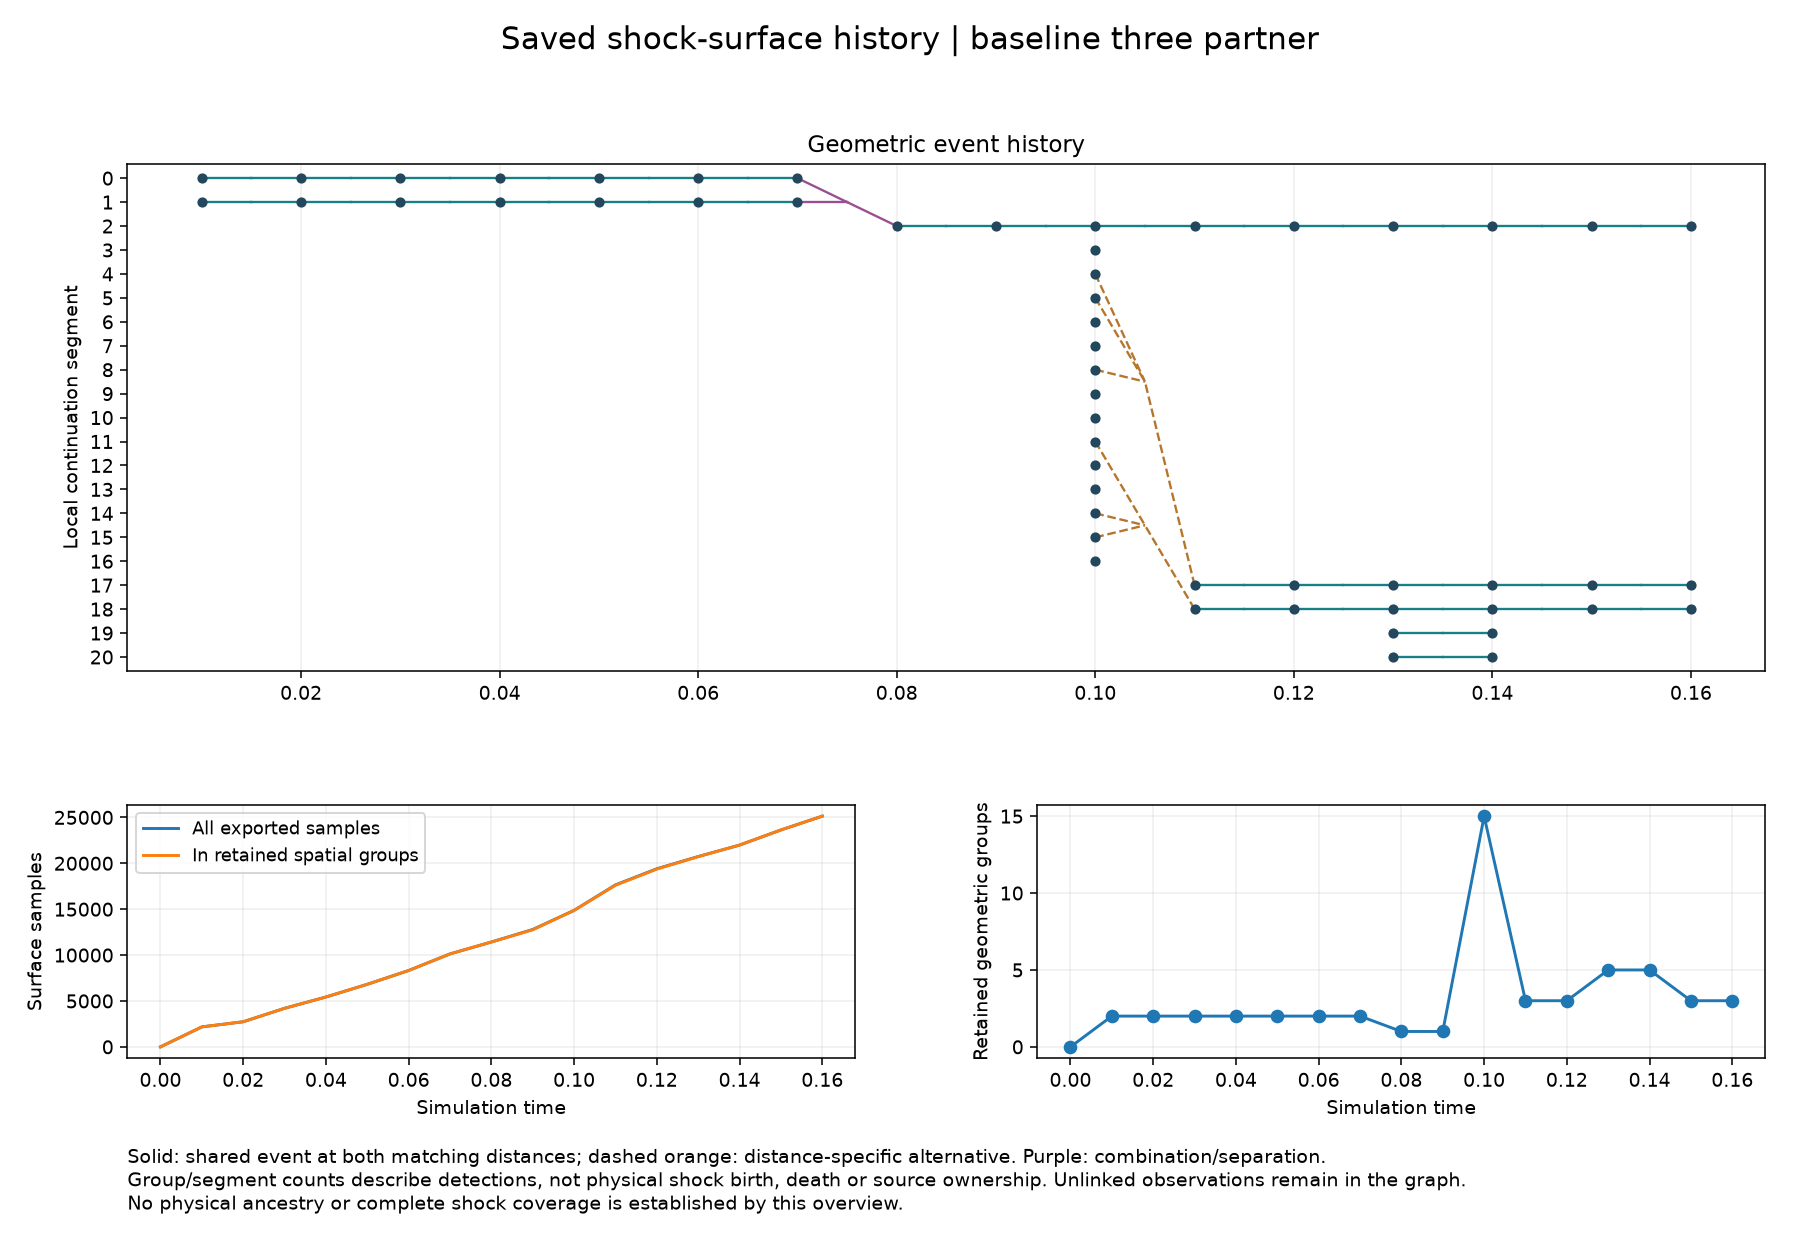 Saved shock-surface history | baseline three partner
Geometric event history
Local continuation segment
0
1
2
3
4
5
6
7
8
9
10
11
12
13
14
15
16
17
18
19
20
0.02 0.04 0.06 0.08 0.10 0.12 0.14 0.16
Surface samples
25000
20000
15000
10000
5000
0
All exported samples
In retained spatial groups
0.00 0.02 0.04 0.06 0.08 0.10 0.12 0.14 0.16
Simulation time
Retained geometric groups
15
10
5
0
0.00 0.02 0.04 0.06 0.08 0.10 0.12 0.14 0.16
Simulation time
Solid: shared event at both matching distances; dashed orange: distance-specific alternative. Purple: combination/separation.
Group/segment counts describe detections, not physical shock birth, death or source ownership. Unlinked observations remain in the graph.
No physical ancestry or complete shock coverage is established by this overview.